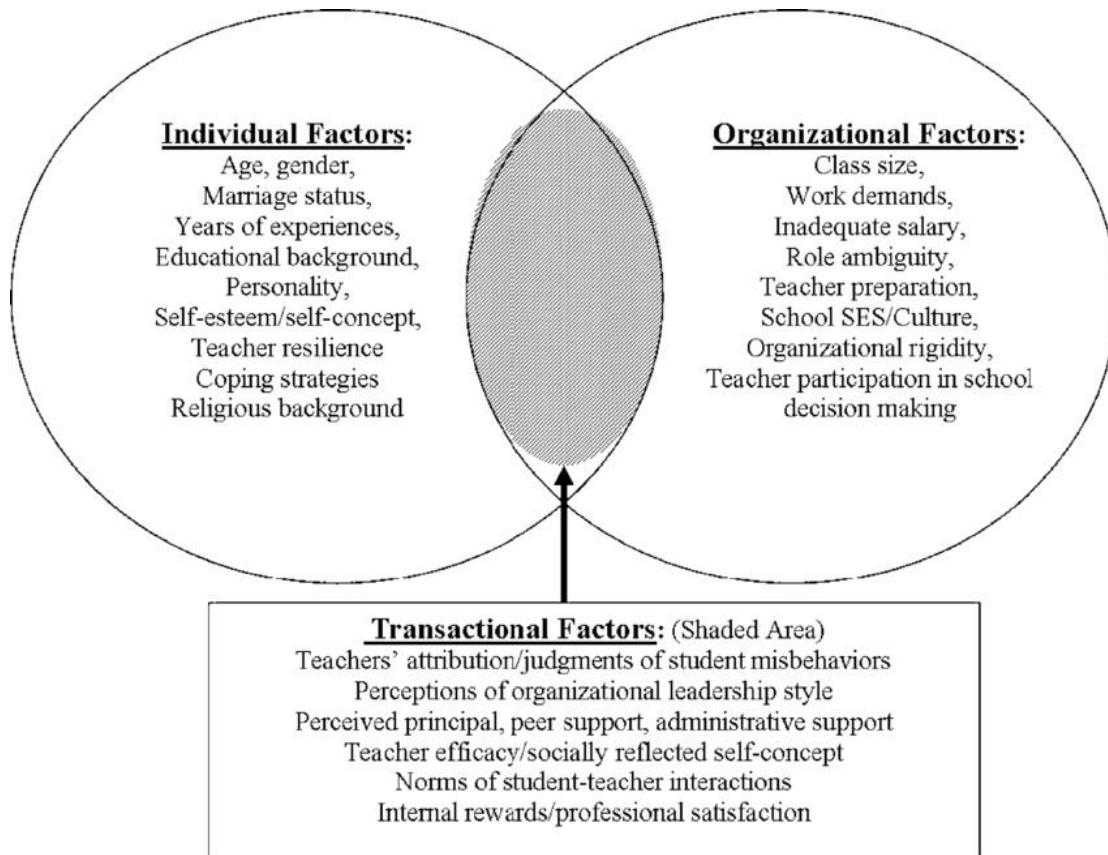 Individual Factors:
Age, gender,
Marriage status,
Years of experiences,
Educational background,
Personality,
Self-esteem/self-concept,
Teacher resilience
Coping strategies
Religious background
Organizational Factors:
Class size,
Work demands,
Inadequate salary,
Role ambiguity,
Teacher preparation,
School SES/Culture,
Organizational rigidity,
Teacher participation in school
decision making
Transactional Factors: (Shaded Area)
Teachers’ attribution/judgments of student misbehaviors
Perceptions of organizational leadership style
Perceived principal, peer support, administrative support
Teacher efficacy/socially reflected self-concept
Norms of student-teacher interactions
Internal rewards/professional satisfaction